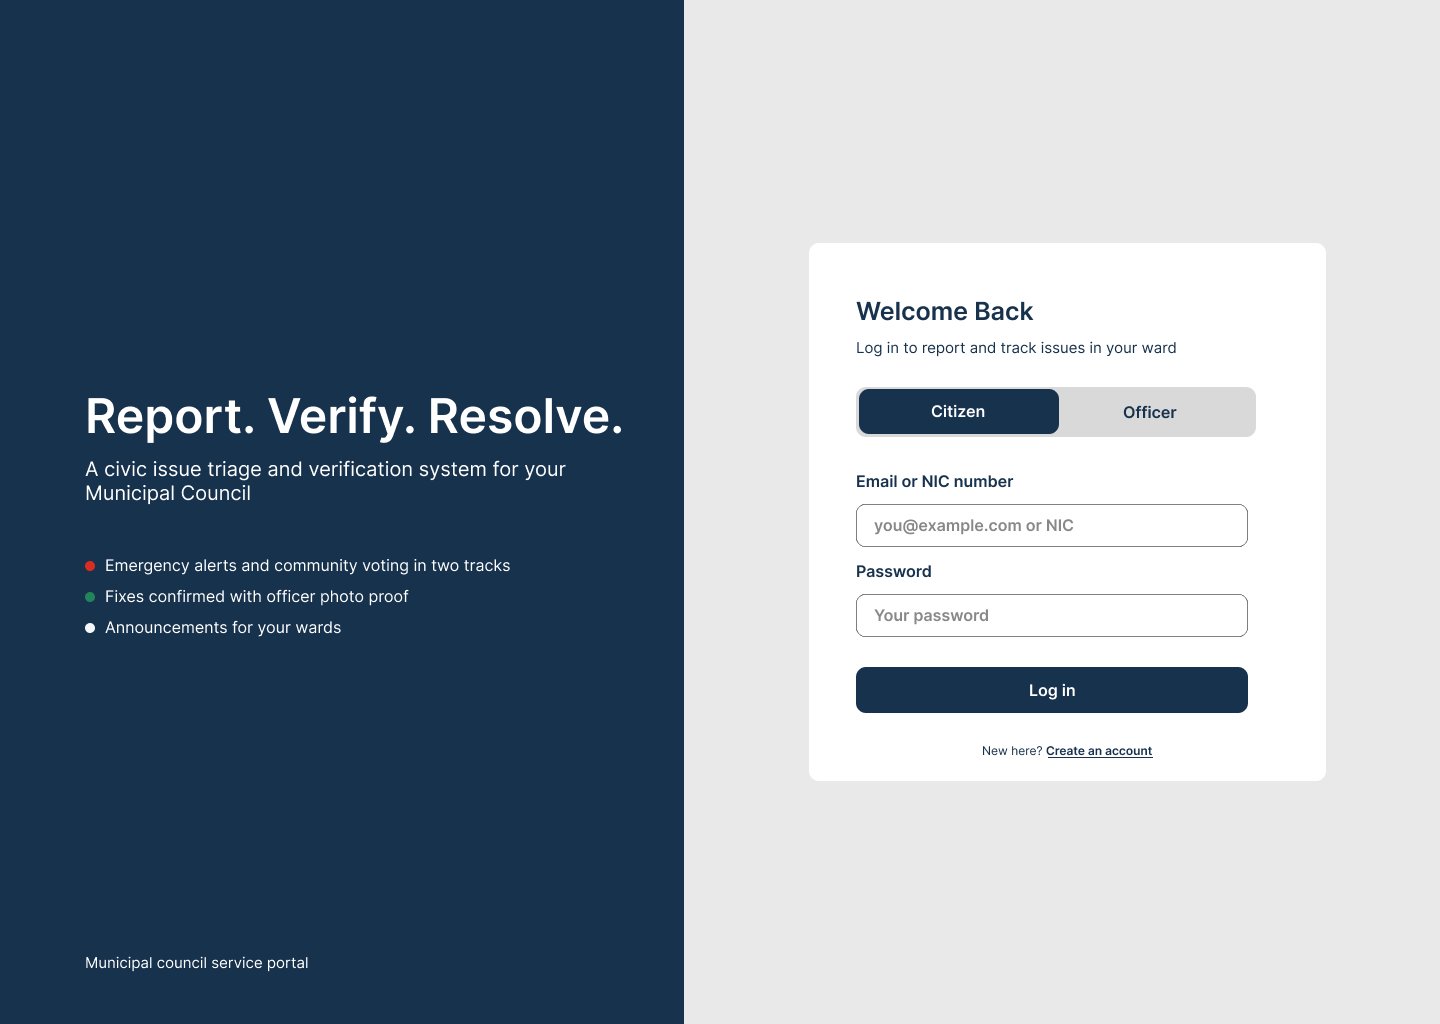 Report. Verify. Resolve.
A civic issue triage and verification system for your
Municipal Council
Emergency alerts and community voting in two tracks
Fixes confirmed with officer photo proof
Announcements for your wards
Municipal council service portal
Welcome Back
Log in to report and track issues in your ward
Citizen
Officer
Email or NIC number
you@example.com or NIC
Password
Your password
Log in
New here? Create an account